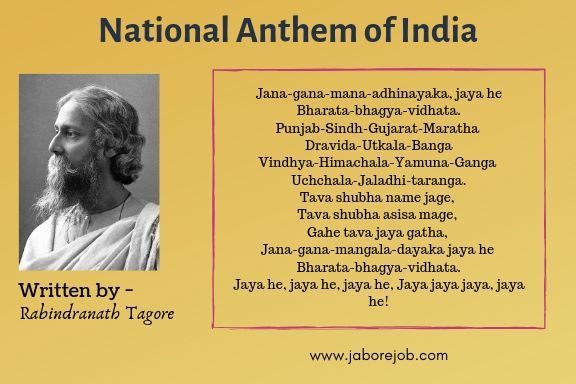 National Anthem of India
Jana-gana-mana-adhinayaka, jaya he
Bharata-bhagya-vidhata.
Punjab-Sindh-Gujarat-Maratha
Dravida-Utkala-Banga
Vindhya-Himachala-Yamuna-Ganga
Uchchala-Jaladhi-taranga.
Tava shubha name jage,
Tava shubha asisa mage,
Gahe tava jaya gatha,
Jana-gana-mangala-dayaka jaya he
Bharata-bhagya-vidhata.
Jaya he, jaya he, jaya he, Jaya jaya jaya, jaya
he!
Written by -
Rabindranath Tagore
www.jaborejob.com